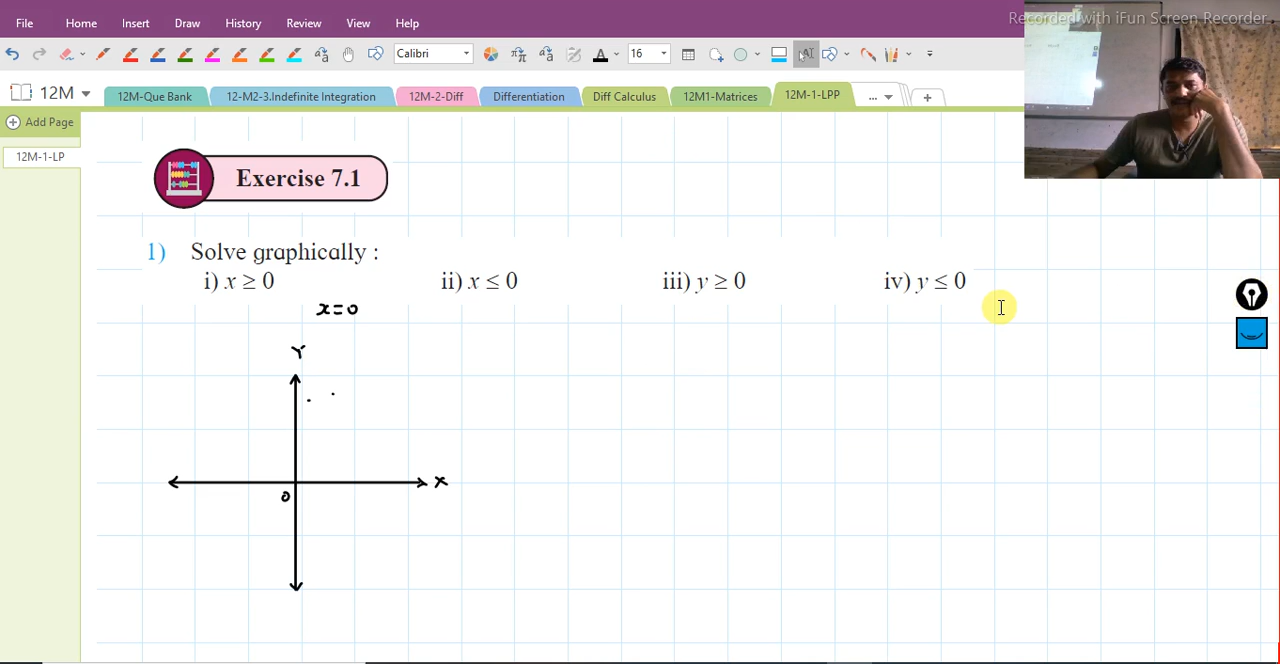 File Home Insert Draw History Review View Help
Recorded with iFun Screen Recorder...
Calibri 16
12M 12M-Que Bank 12-M2-3.Indefinite Integration 12M-2-Diff Differentiation Diff Calculus 12M1-Matrices 12M-1-LPP ...
Add Page
12M-1-LP
Exercise 7.1
1) Solve graphically :
i) x ≥ 0 ii) x ≤ 0 iii) y ≥ 0 iv) y ≤ 0
x=0
Y
X
0